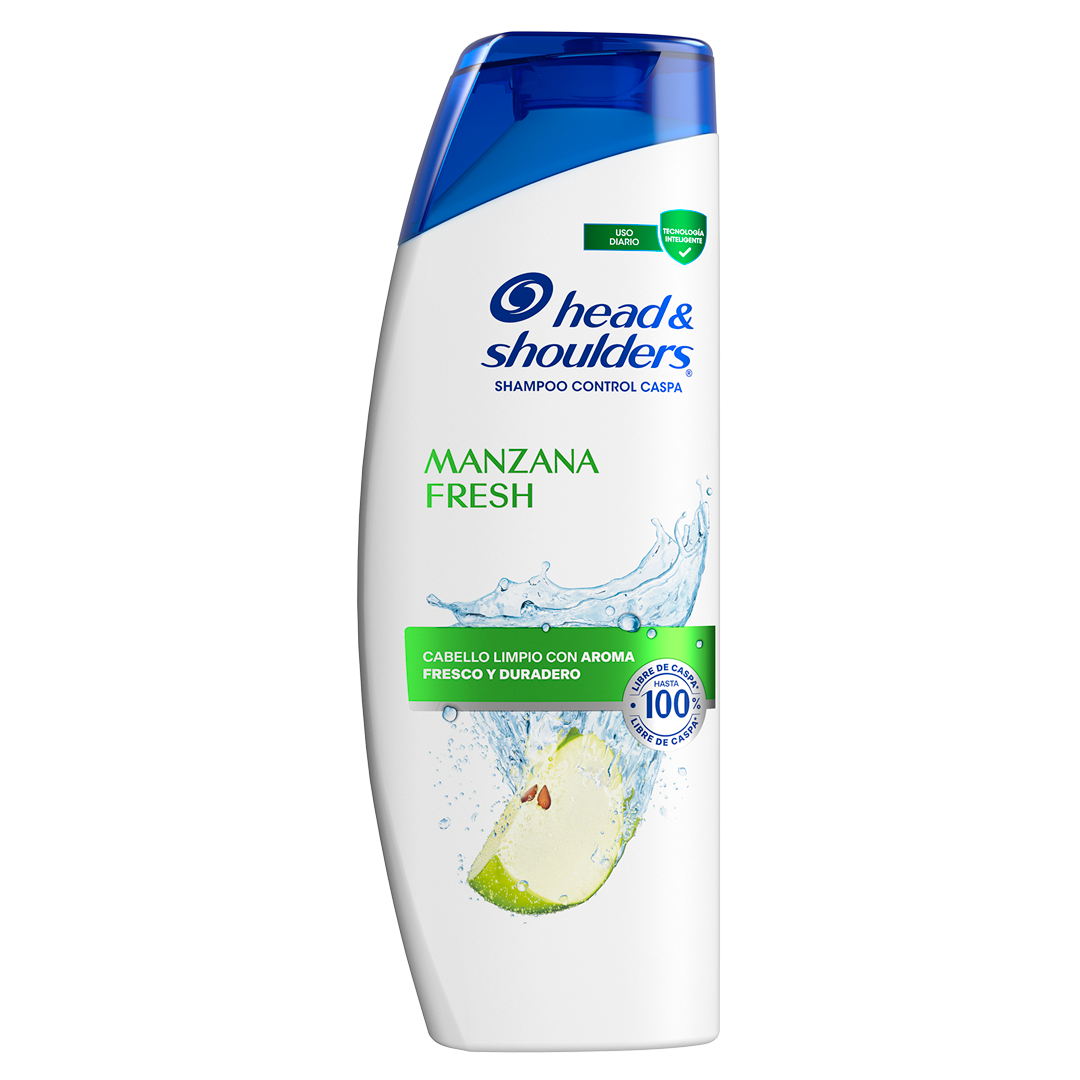 USO
DIARIO
TECNOLOGÍA
INTELIGENTE
head &
shoulders®
SHAMPOO CONTROL CASPA
MANZANA
FRESH
CABELLO LIMPIO CON AROMA
FRESCO Y DURADERO
LIBRE DE CASPA*
HASTA
100%
LIBRE DE CASPA*